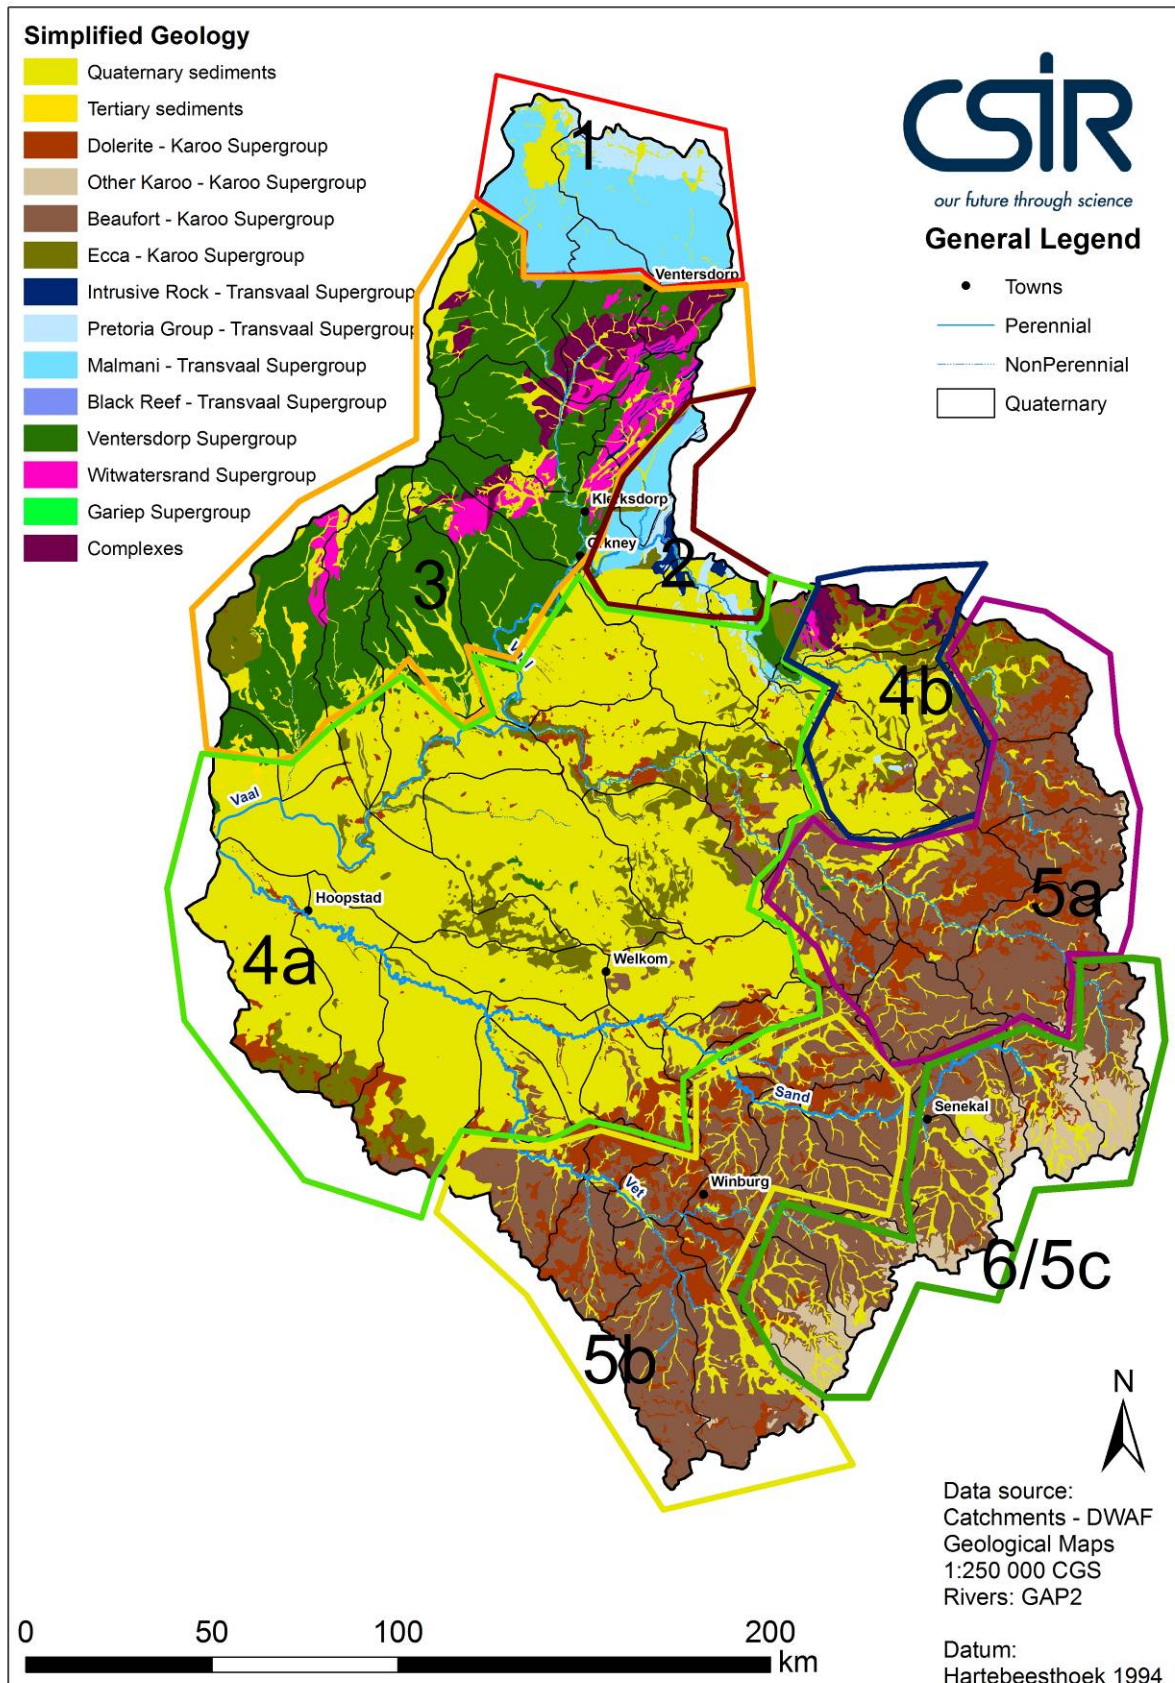 Simplified Geology
Quaternary sediments
Tertiary sediments
Dolerite - Karoo Supergroup
Other Karoo - Karoo Supergroup
Beaufort - Karoo Supergroup
Ecca - Karoo Supergroup
Intrusive Rock - Transvaal Supergroup
Pretoria Group - Transvaal Supergroup
Malmani - Transvaal Supergroup
Black Reef - Transvaal Supergroup
Ventersdorp Supergroup
Witwatersrand Supergroup
Gariep Supergroup
Complexes
CSIR
our future through science
General Legend
Towns
Perennial
NonPerennial
Quaternary
1
Ventersdorp
Klerksdorp
Orkney
2
3
Vaal
4b
Vaal
Hoopstad
5a
4a
Welkom
Sand
Senekal
Vet
Winburg
6/5c
5b
N
Data source:
Catchments - DWAF
Geological Maps
1:250 000 CGS
Rivers: GAP2
Datum:
Hartebeesthoek 1994
0 50 100 200
km